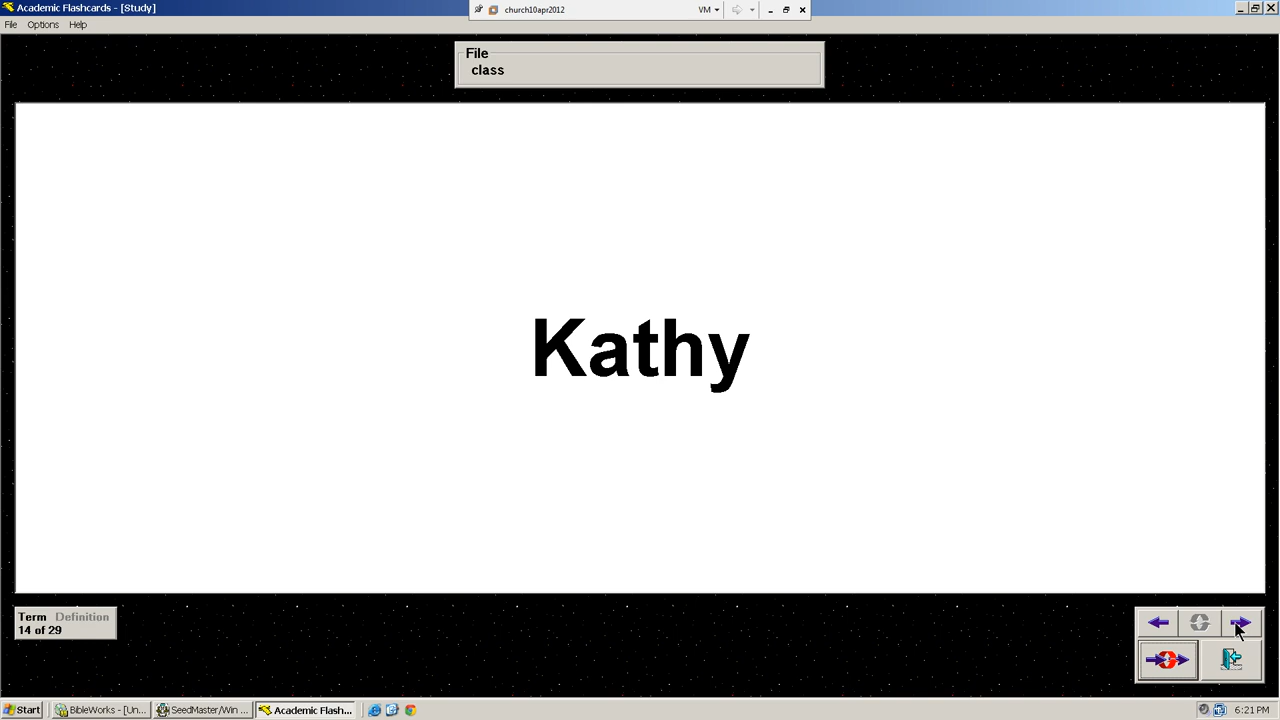 Academic Flashcards - [Study]
church10apr2012
VM
File Options Help
File
class
Kathy
Term Definition
14 of 29
Start
BibleWorks - [Un...
SeedMaster/Win ...
Academic Flash...
6:21 PM